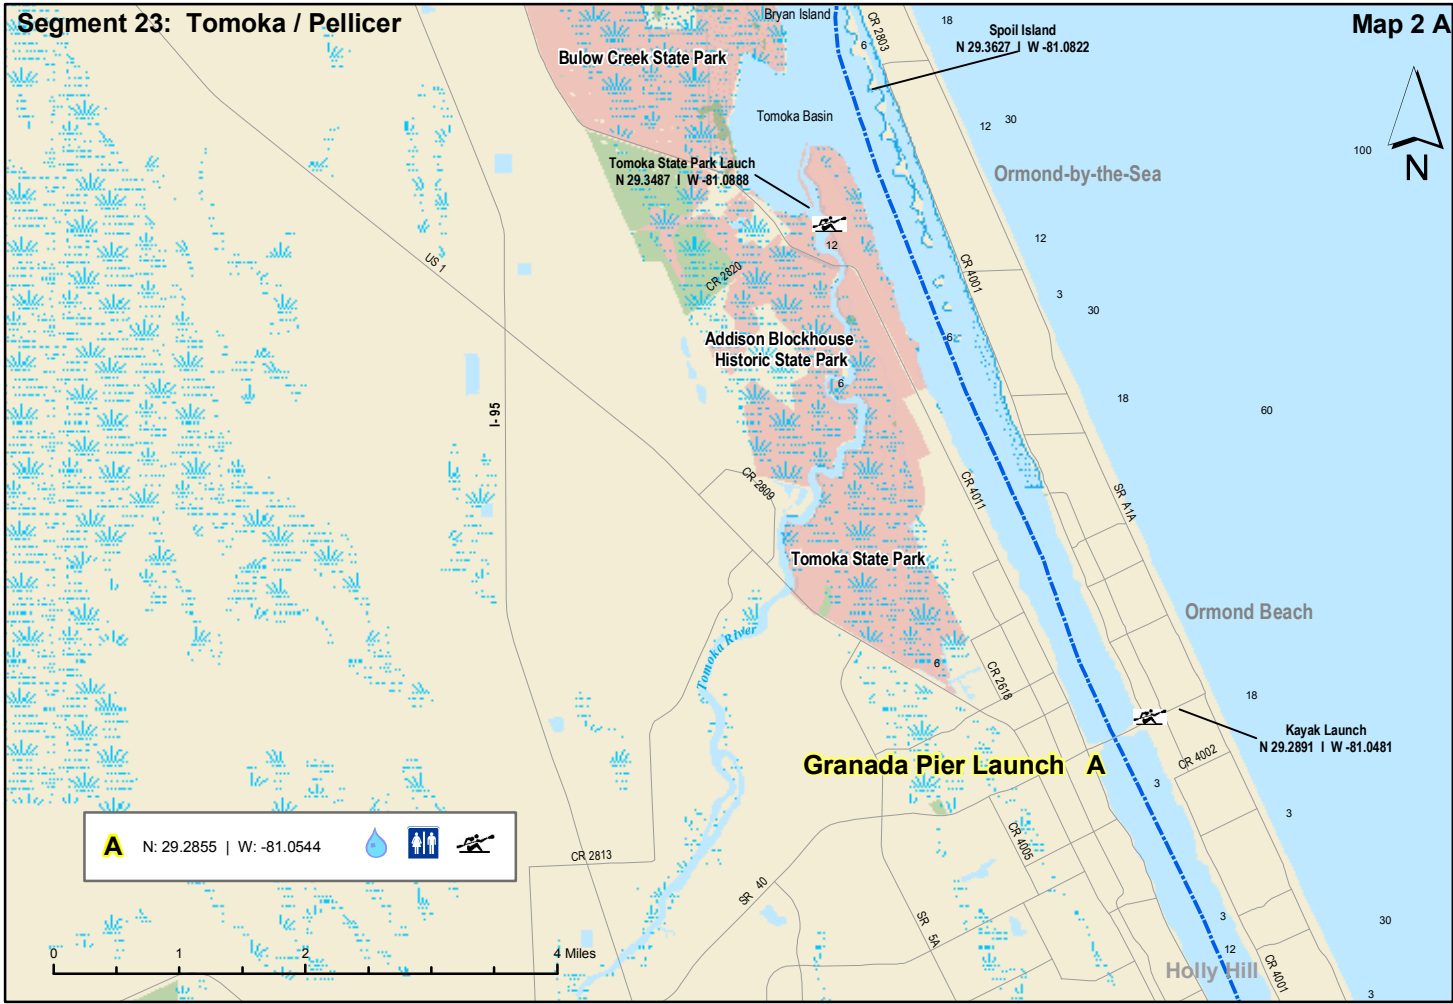 Segment 23: Tomoka / Pellicer
Bryan Island
CR 2803
18
Spoil Island
N 29.3627 | W -81.0822
Map 2 A
6
Bulow Creek State Park
Tomoka Basin
12
30
100
N
Tomoka State Park Lauch
N 29.3487 | W -81.0888
Ormond-by-the-Sea
12
12
US 1
CR 2820
CR 4001
3
30
6
Addison Blockhouse
Historic State Park
6
18
60
I-95
CR 2809
CR 4011
SR A1A
Tomoka State Park
Ormond Beach
Tomoka River
6
CR 2618
18
Kayak Launch
N 29.2891 | W -81.0481
CR 4002
Granada Pier Launch A
3
3
A N: 29.2855 | W: -81.0544
CR 2813
CR 4005
SR 40
SR 5A
3
30
12
0 1 2 4 Miles
Holly Hill
CR 4001
3